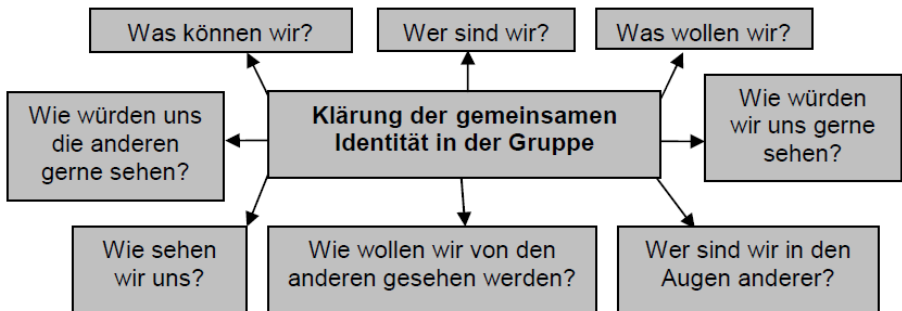 Was können wir?
Wer sind wir?
Was wollen wir?
Wie würden uns
die anderen
gerne sehen?
Klärung der gemeinsamen
Identität in der Gruppe
Wie würden
wir uns gerne
sehen?
Wie sehen
wir uns?
Wie wollen wir von den
anderen gesehen werden?
Wer sind wir in den
Augen anderer?